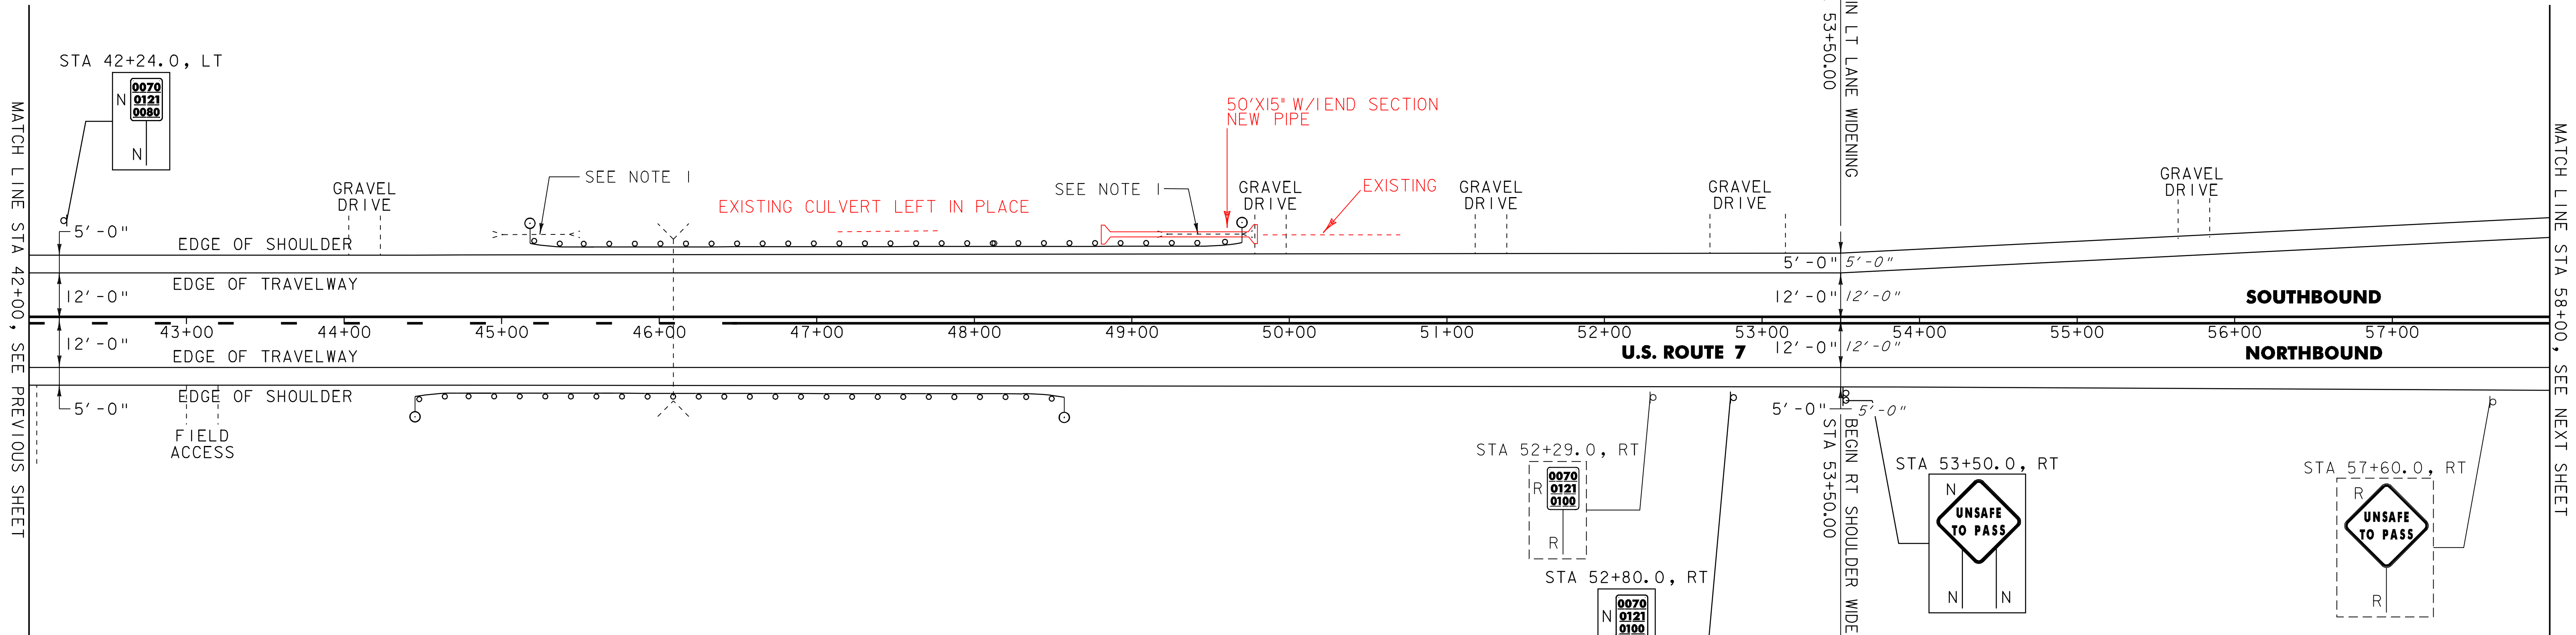 MATCH LINE STA 42+00, SEE PREVIOUS SHEET
STA 42+24.0, LT
N
0070
0121
0080
N
5'-0"
EDGE OF SHOULDER
12'-0"
EDGE OF TRAVELWAY
12'-0"
EDGE OF TRAVELWAY
5'-0"
EDGE OF SHOULDER
FIELD
ACCESS
GRAVEL
DRIVE
SEE NOTE 1
EXISTING CULVERT LEFT IN PLACE
SEE NOTE 1
50'X15" W/1 END SECTION
NEW PIPE
GRAVEL
DRIVE
EXISTING
GRAVEL
DRIVE
GRAVEL
DRIVE
GRAVEL
DRIVE
IN LT LANE WIDENING
53+50.00
5'-0" 5'-0"
12'-0" 12'-0"
SOUTHBOUND
43+00 44+00 45+00 46+00 47+00 48+00 49+00 50+00 51+00 52+00 53+00 54+00 55+00 56+00 57+00
U.S. ROUTE 7
12'-0" 12'-0"
NORTHBOUND
5'-0" 5'-0"
BEGIN RT SHOULDER WIDE
STA 53+50.00
STA 52+29.0, RT
R
0070
0121
0100
R
STA 52+80.0, RT
N
0070
0121
0100
STA 53+50.0, RT
N
UNSAFE
TO PASS
N N
STA 57+60.0, RT
R
UNSAFE
TO PASS
R
MATCH LINE STA 58+00, SEE NEXT SHEET